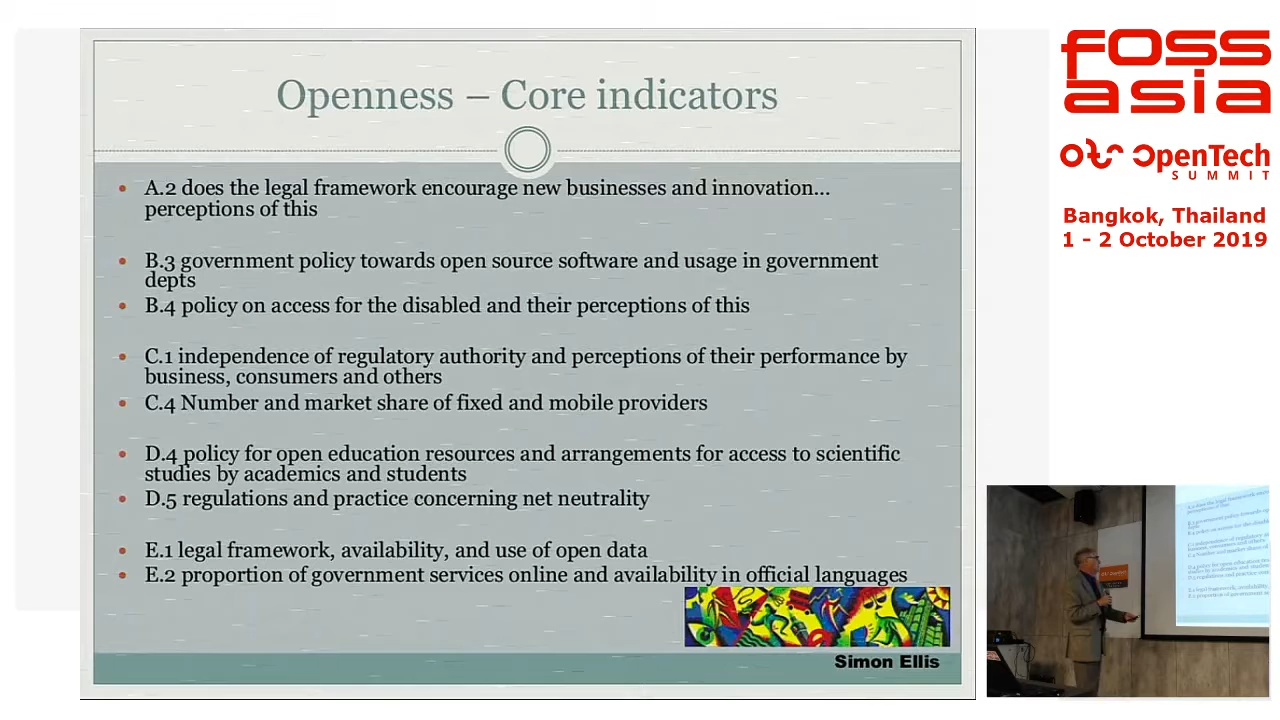 Openness – Core indicators
• A.2 does the legal framework encourage new businesses and innovation…
perceptions of this
• B.3 government policy towards open source software and usage in government
depts
• B.4 policy on access for the disabled and their perceptions of this
• C.1 independence of regulatory authority and perceptions of their performance by
business, consumers and others
• C.4 Number and market share of fixed and mobile providers
• D.4 policy for open education resources and arrangements for access to scientific
studies by academics and students
• D.5 regulations and practice concerning net neutrality
• E.1 legal framework, availability, and use of open data
• E.2 proportion of government services online and availability in official languages
Simon Ellis
FOSS
asia
OpenTech
SUMMIT
Bangkok, Thailand
1 - 2 October 2019